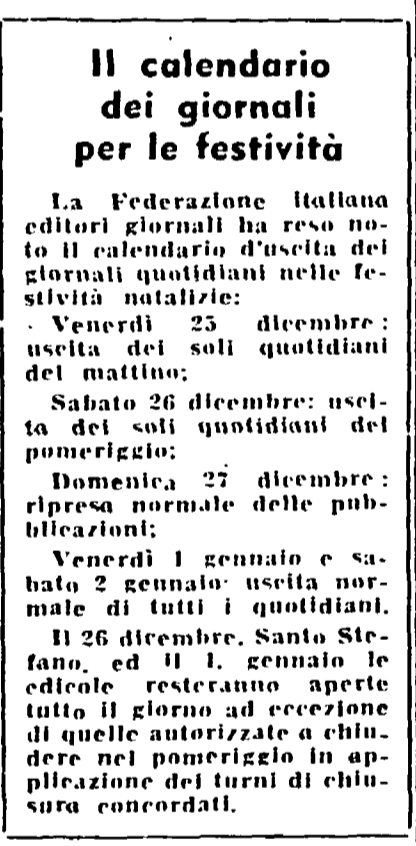 Il calendario
dei giornali
per le festività
La Federazione italiana
editori giornali ha reso no-
to il calendario d'uscita dei
giornali quotidiani nelle fe-
stività natalizie:
Venerdì 25 dicembre:
uscita dei soli quotidiani
del mattino;
Sabato 26 dicembre: usci-
ta dei soli quotidiani del
pomeriggio;
Domenica 27 dicembre:
ripresa normale delle pub-
blicazioni;
Venerdì 1 gennaio e sa-
bato 2 gennaio: uscita nor-
male di tutti i quotidiani.
Il 26 dicembre, Santo Ste-
fano, ed il 1. gennaio le
edicole resteranno aperte
tutto il giorno ad eccezione
di quelle autorizzate a chiu-
dere nel pomeriggio in ap-
plicazione dei turni di chiu-
sura concordati.